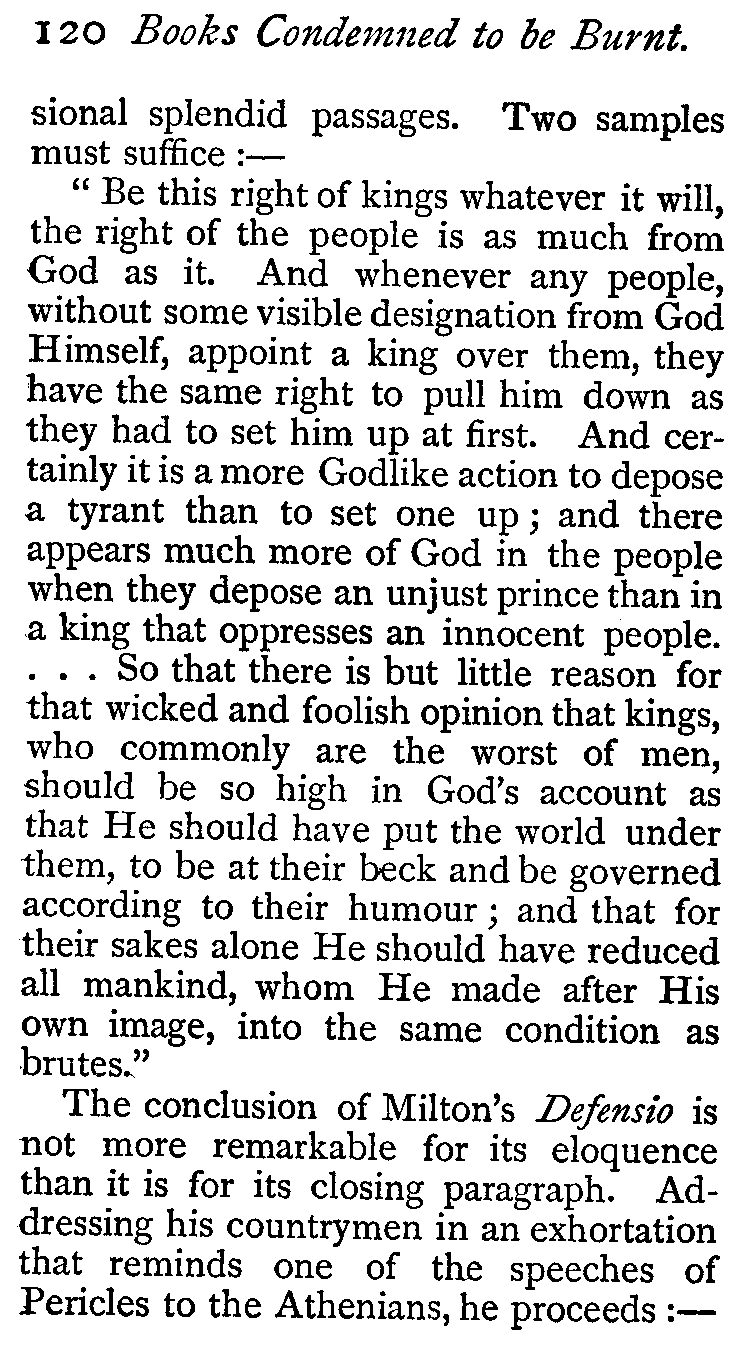 120 Books Condemned to be Burnt.
sional splendid passages. Two samples
must suffice :—
“ Be this right of kings whatever it will,
the right of the people is as much from
God as it. And whenever any people,
without some visible designation from God
Himself, appoint a king over them, they
have the same right to pull him down as
they had to set him up at first. And cer-
tainly it is a more Godlike action to depose
a tyrant than to set one up ; and there
appears much more of God in the people
when they depose an unjust prince than in
a king that oppresses an innocent people.
. . . So that there is but little reason for
that wicked and foolish opinion that kings,
who commonly are the worst of men,
should be so high in God’s account as
that He should have put the world under
them, to be at their beck and be governed
according to their humour ; and that for
their sakes alone He should have reduced
all mankind, whom He made after His
own image, into the same condition as
brutes.”
The conclusion of Milton’s Defensio is
not more remarkable for its eloquence
than it is for its closing paragraph. Ad-
dressing his countrymen in an exhortation
that reminds one of the speeches of
Pericles to the Athenians, he proceeds :—